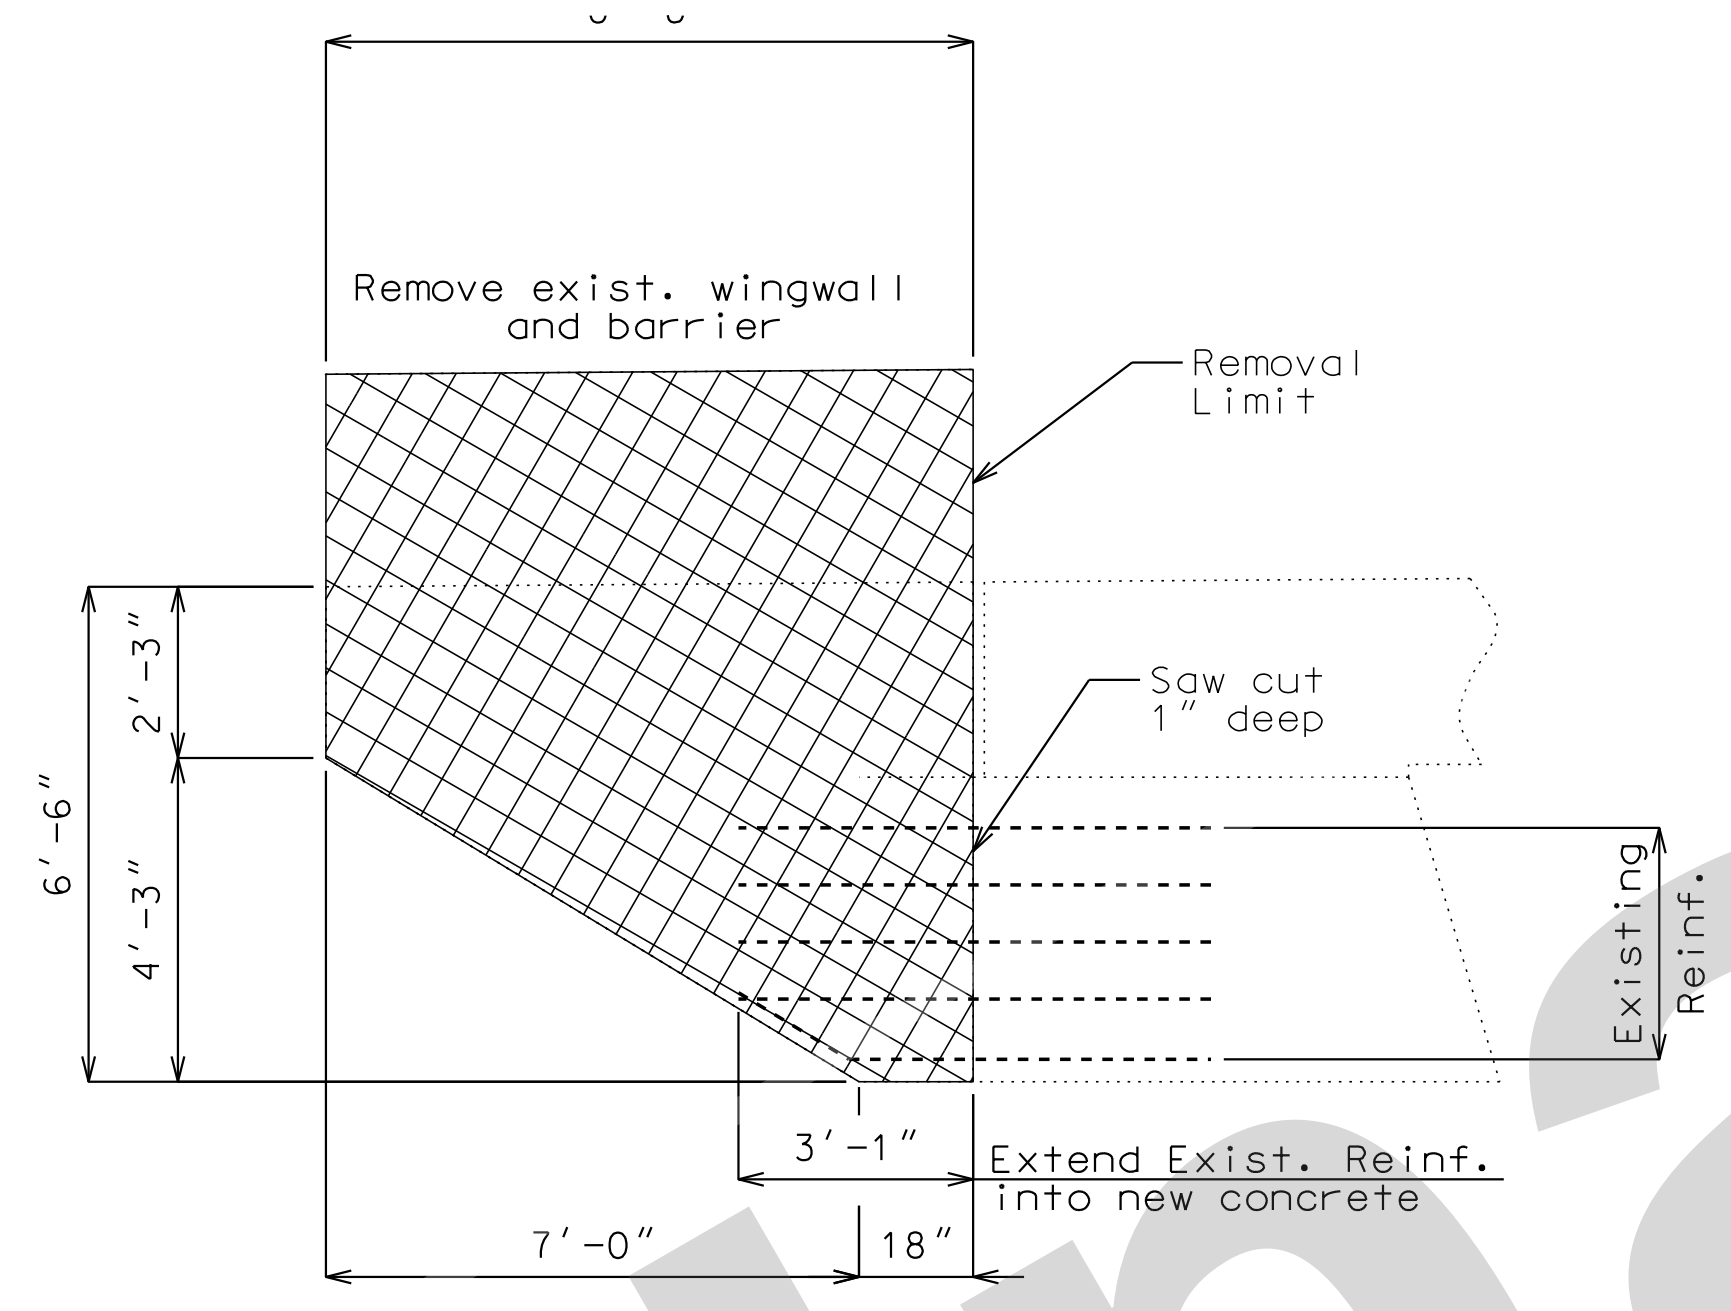 Remove exist. wingwall
and barrier
Removal
Limit
2'-3"
Saw cut
1" deep
6'-6"
4'-3"
Existing
Reinf.
3'-1"
Extend Exist. Reinf.
into new concrete
7'-0"
18"